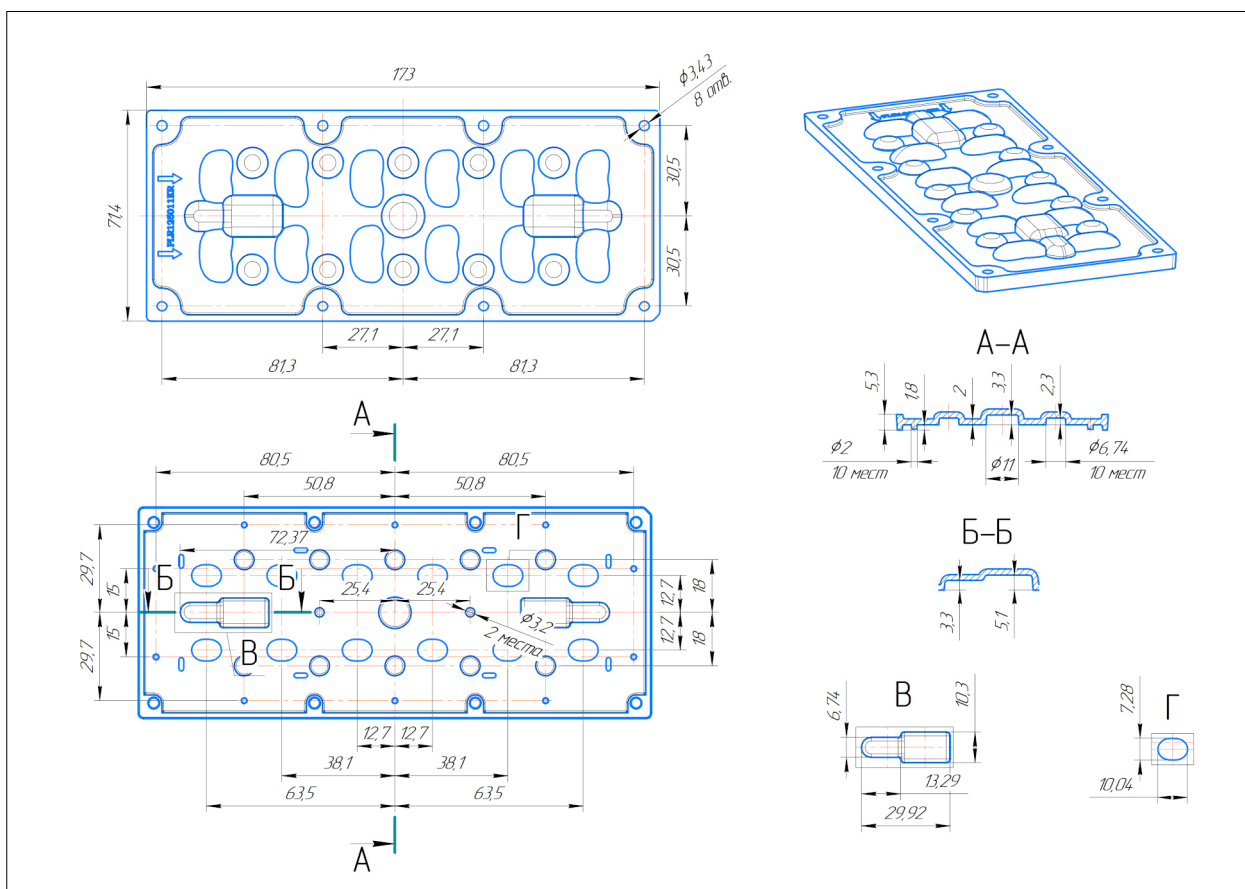 173
ϕ3,43
8 отв.
71,4
PLR126011KR
30,5
30,5
27,1
27,1
81,3
81,3
А–А
5,3
1,8
2
3,3
2,3
ϕ2
10 мест
ϕ11
ϕ6,74
10 мест
А
80,5
80,5
50,8
50,8
Г
72,37
29,7
15
Б
Б
25,4
25,4
12,7
18
ϕ3,2
2 места
29,7
15
В
12,7
18
12,7
12,7
38,1
38,1
63,5
63,5
А
Б–Б
3,3
5,1
В
6,74
10,3
13,29
29,92
Г
7,28
10,04